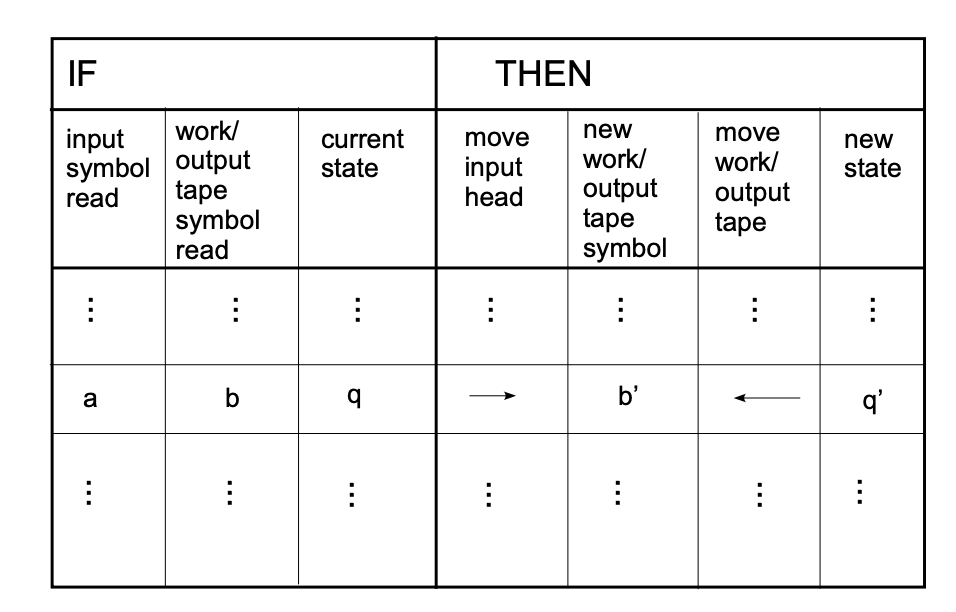 IF THEN
input symbol read
work/ output tape symbol read
current state
move input head
new work/ output tape symbol
move work/ output tape
new state
⋮ ⋮ ⋮ ⋮ ⋮ ⋮ ⋮
a b q → b’ ← q’
⋮ ⋮ ⋮ ⋮ ⋮ ⋮ ⋮